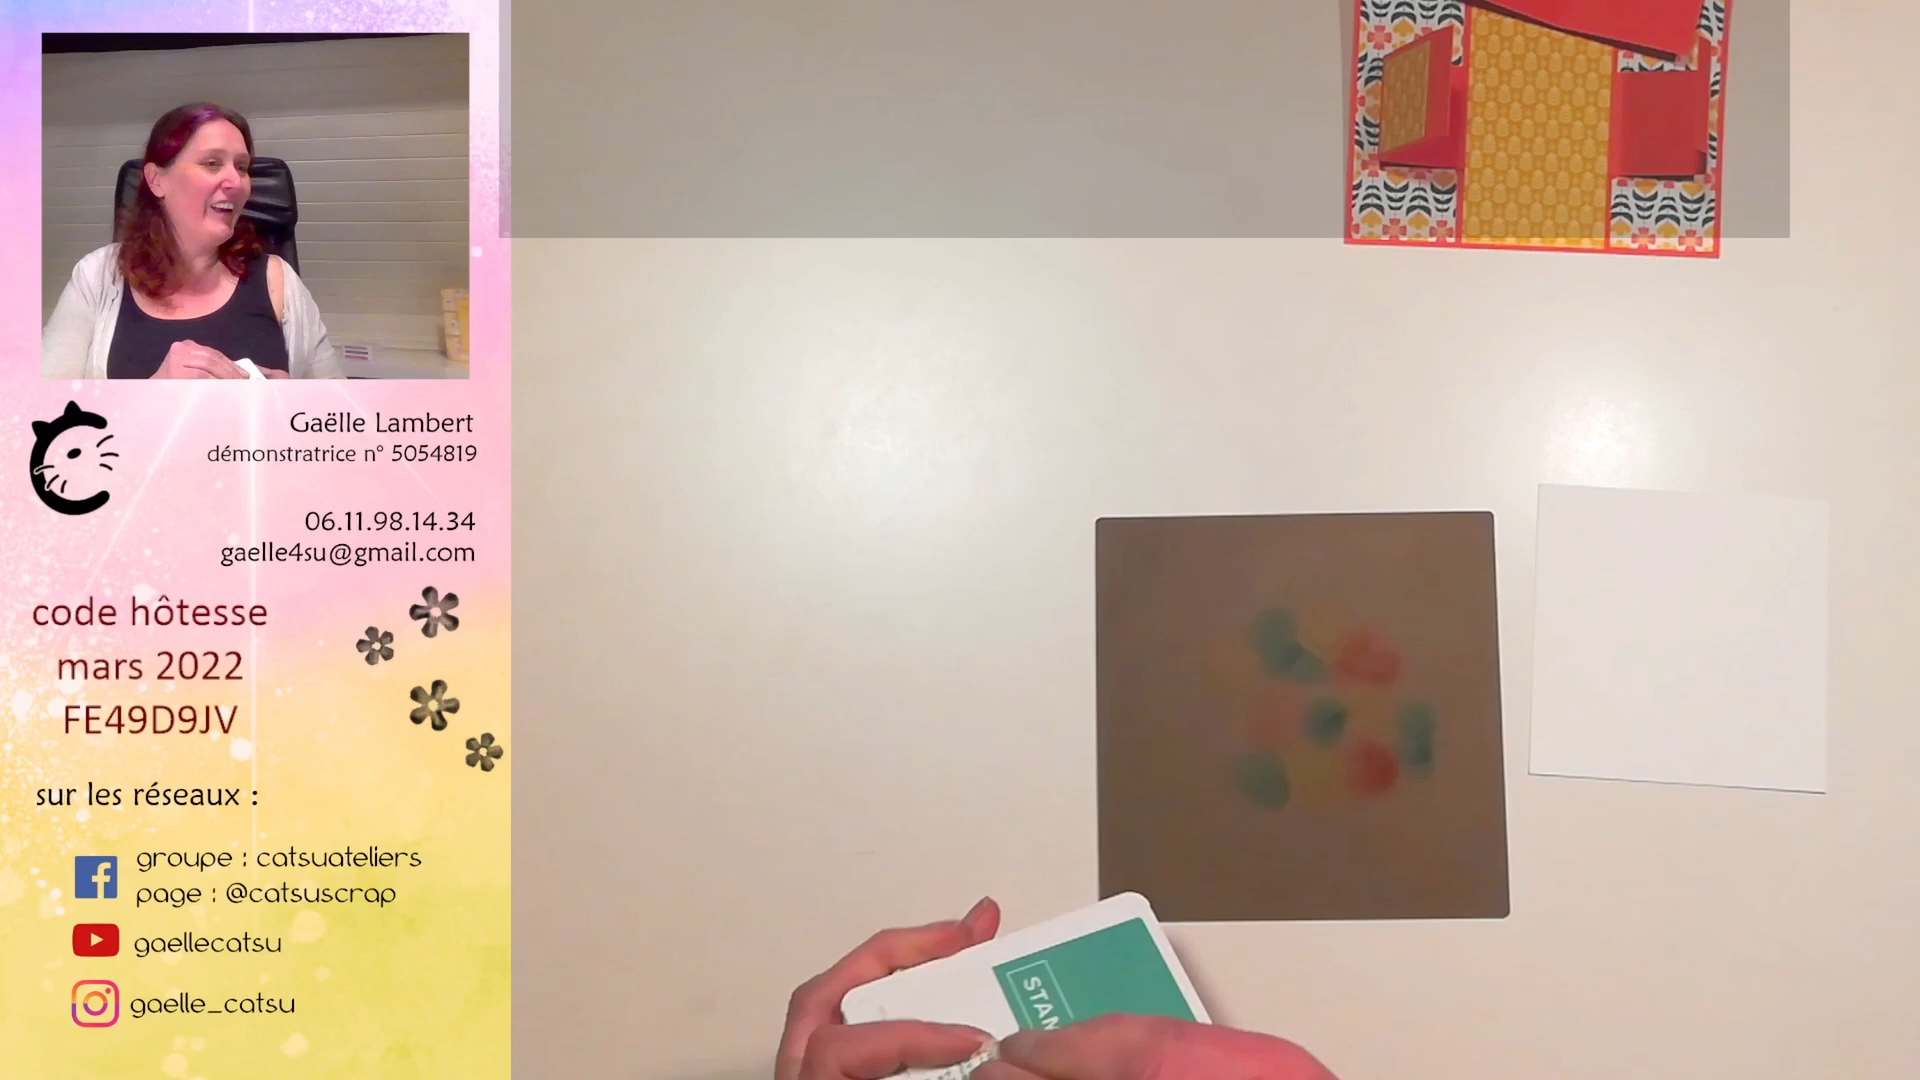 Gaëlle Lambert
démonstratrice n° 5054819
06.11.98.14.34
gaelle4su@gmail.com
code hôtesse
mars 2022
FE49D9JV
sur les réseaux :
groupe : catsuateliers
page : @catsuscrap
gaellecatsu
gaelle_catsu
STAM